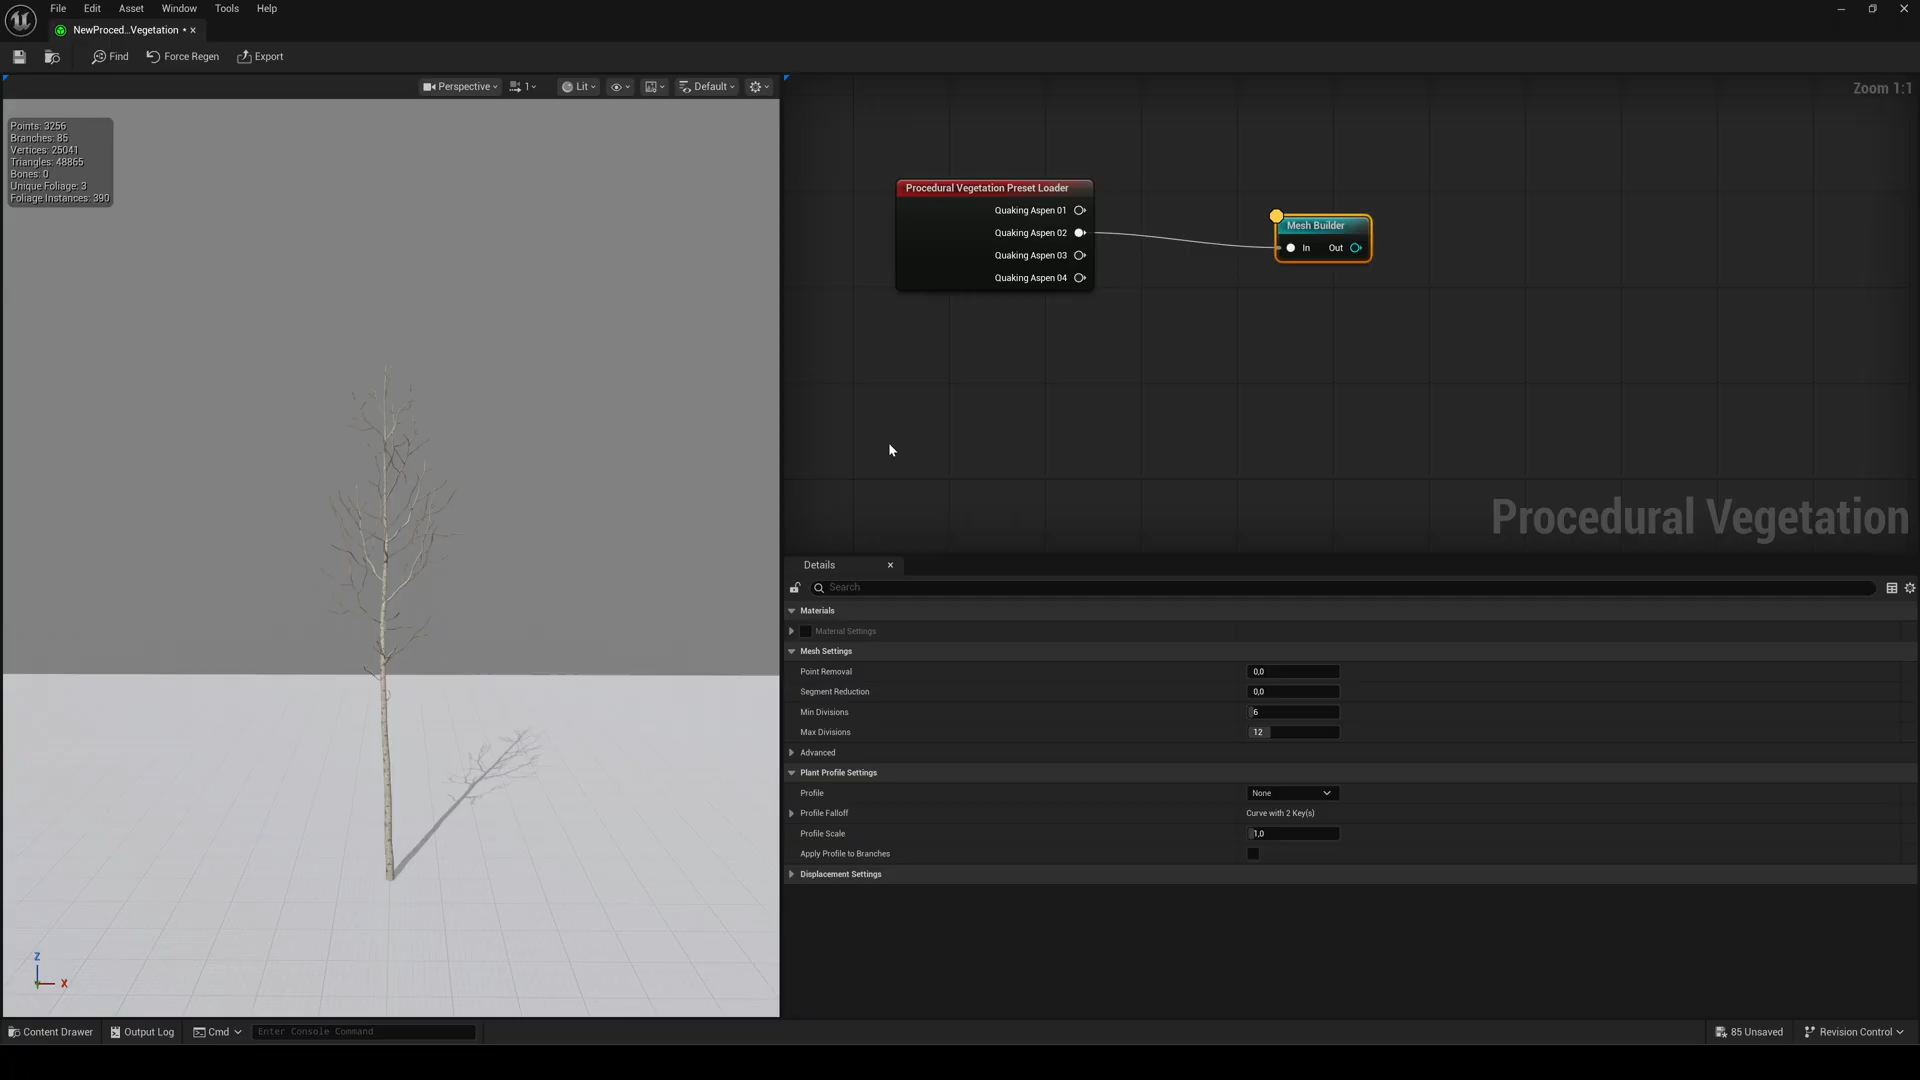 File Edit Asset Window Tools Help
NewProced...Vegetation •
Find Force Regen Export
Perspective 1 Lit Default
Zoom 1:1
Points: 3256
Branches: 85
Vertices: 25041
Triangles: 48865
Bones: 0
Unique Foliage: 3
Foliage Instances: 390
Procedural Vegetation Preset Loader
Quaking Aspen 01
Quaking Aspen 02
Quaking Aspen 03
Quaking Aspen 04
Mesh Builder
In Out
Procedural Vegetation
Details
Search
Materials
Material Settings
Mesh Settings
Point Removal 0,0
Segment Reduction 0,0
Min Divisions 6
Max Divisions 12
Advanced
Plant Profile Settings
Profile None
Profile Falloff Curve with 2 Key(s)
Profile Scale 1,0
Apply Profile to Branches
Displacement Settings
Z
X
Content Drawer Output Log Cmd Enter Console Command 85 Unsaved Revision Control